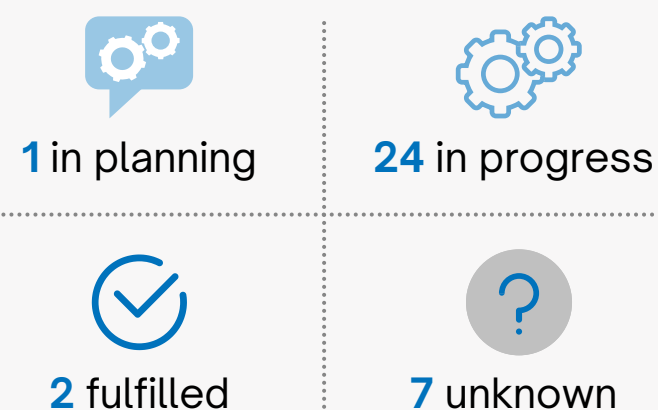 1 in planning
24 in progress
2 fulfilled
7 unknown